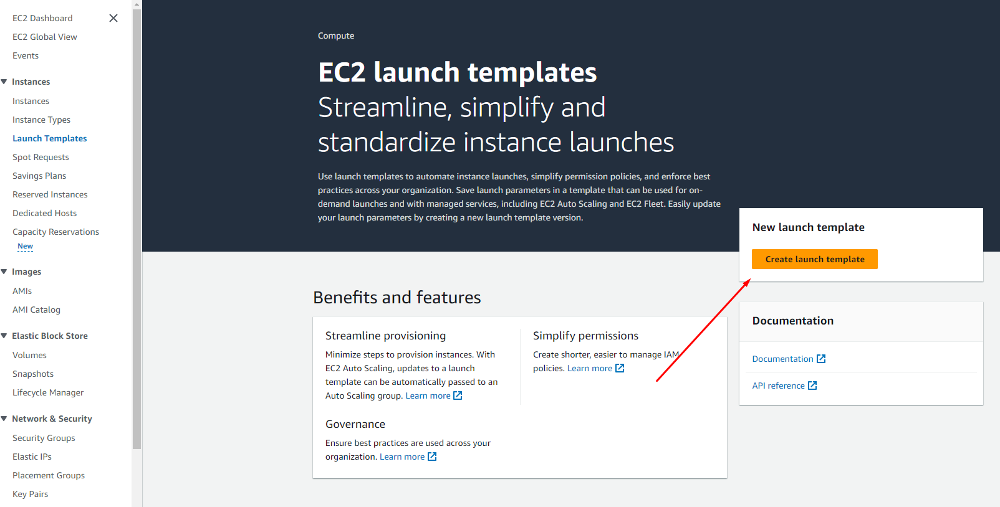 EC2 Dashboard
EC2 Global View
Events
Instances
Instances
Instance Types
Launch Templates
Spot Requests
Savings Plans
Reserved Instances
Dedicated Hosts
Capacity Reservations
New
Images
AMIs
AMI Catalog
Elastic Block Store
Volumes
Snapshots
Lifecycle Manager
Network & Security
Security Groups
Elastic IPs
Placement Groups
Key Pairs
Compute
EC2 launch templates
Streamline, simplify and
standardize instance launches
Use launch templates to automate instance launches, simplify permission policies, and enforce best
practices across your organization. Save launch parameters in a template that can be used for on-
demand launches and with managed services, including EC2 Auto Scaling and EC2 Fleet. Easily update
your launch parameters by creating a new launch template version.
New launch template
Create launch template
Benefits and features
Streamline provisioning
Minimize steps to provision instances. With
EC2 Auto Scaling, updates to a launch
template can be automatically passed to an
Auto Scaling group. Learn more
Simplify permissions
Create shorter, easier to manage IAM
policies. Learn more
Governance
Ensure best practices are used across your
organization. Learn more
Documentation
Documentation
API reference